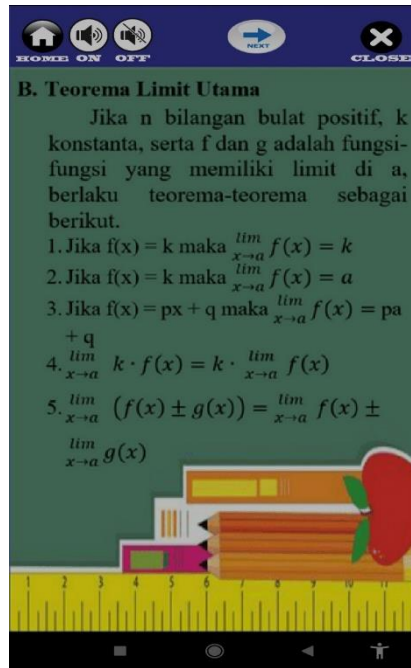 HOME ON OFF NEXT CLOSE
B. Teorema Limit Utama
Jika n bilangan bulat positif, k
konstanta, serta f dan g adalah fungsi-
fungsi yang memiliki limit di a,
berlaku teorema-teorema sebagai
berikut.
1. Jika f(x) = k maka lim x→a f(x) = k
2. Jika f(x) = k maka lim x→a f(x) = a
3. Jika f(x) = px + q maka lim x→a f(x) = pa
+ q
4. lim x→a k · f(x) = k · lim x→a f(x)
5. lim x→a (f(x) ± g(x)) = lim x→a f(x) ±
lim x→a g(x)
1 2 3 4 5 6 7 8 9 10 11